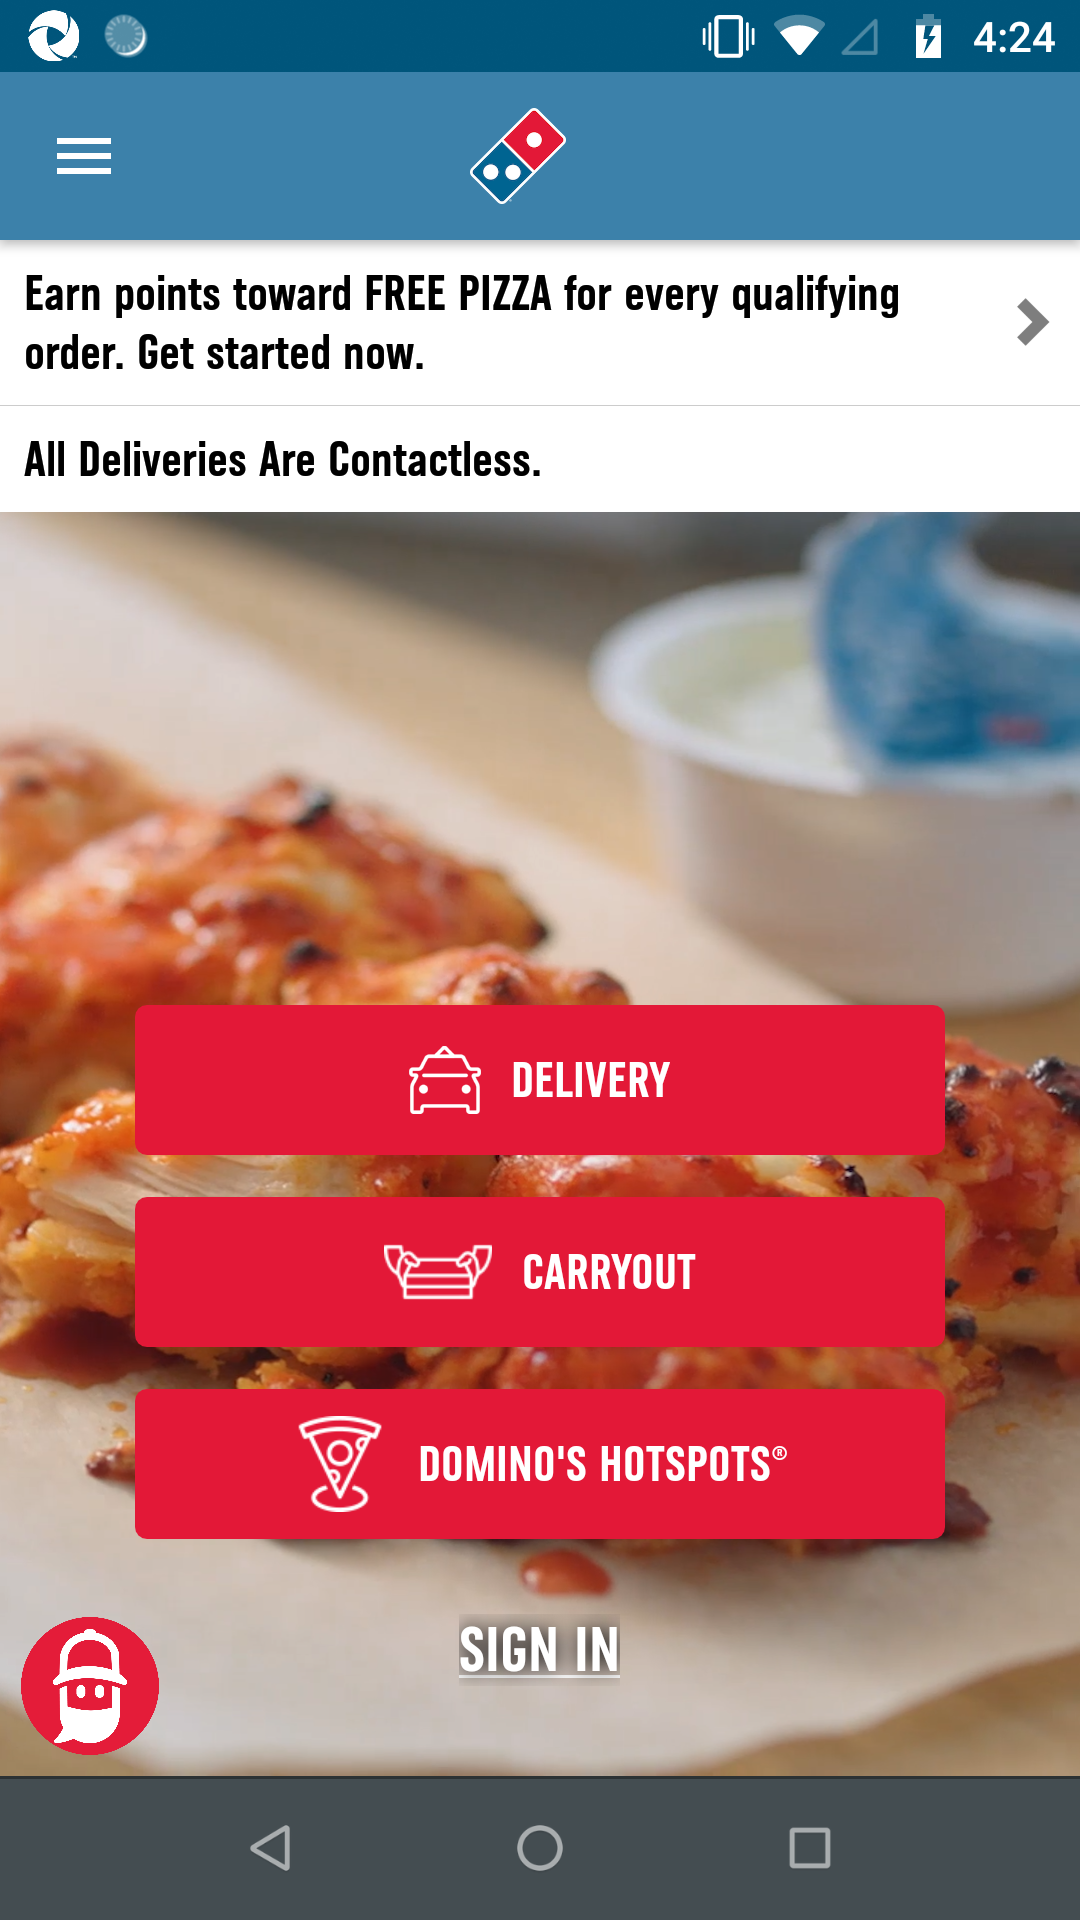 4:24
Earn points toward FREE PIZZA for every qualifying
order. Get started now.
All Deliveries Are Contactless.
DELIVERY
CARRYOUT
DOMINO'S HOTSPOTS®
SIGN IN